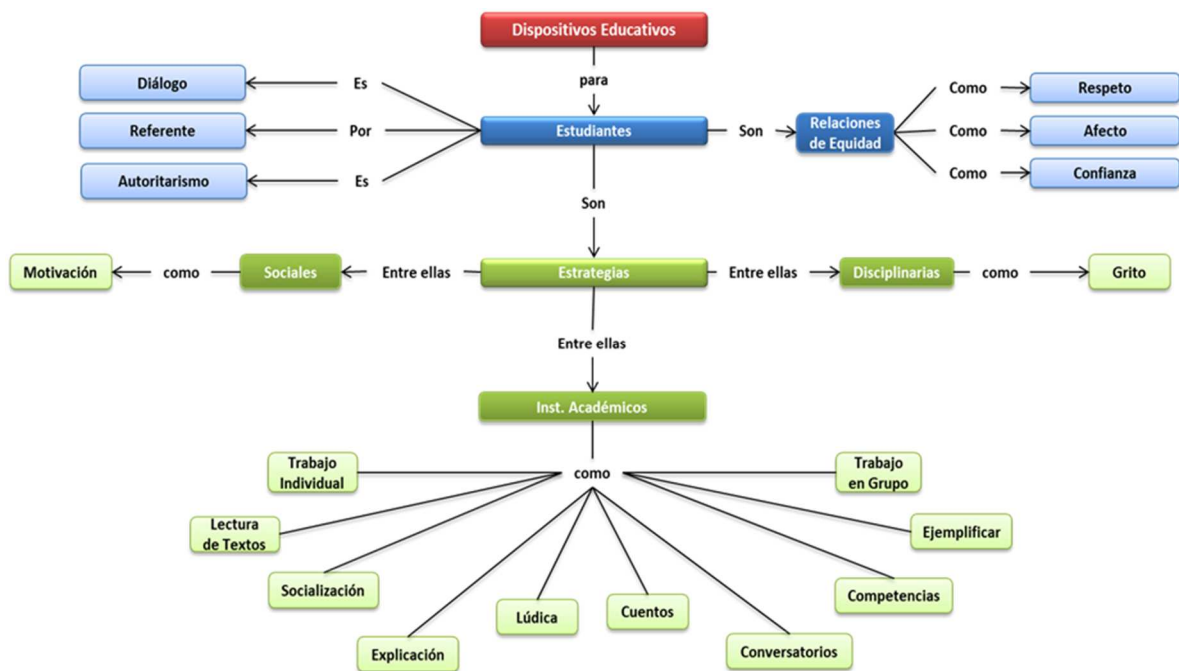 Dispositivos Educativos
para
Diálogo
Es
Como
Respeto
Referente
Por
Estudiantes
Son
Relaciones
de Equidad
Como
Afecto
Autoritarismo
Es
Como
Confianza
Son
Motivación
como
Sociales
Entre ellas
Estrategias
Entre ellas
Disciplinarias
como
Grito
Entre ellas
Inst. Académicos
como
Trabajo
Individual
Trabajo
en Grupo
Lectura
de Textos
Ejemplificar
Socialización
Competencias
Lúdica
Cuentos
Explicación
Conversatorios